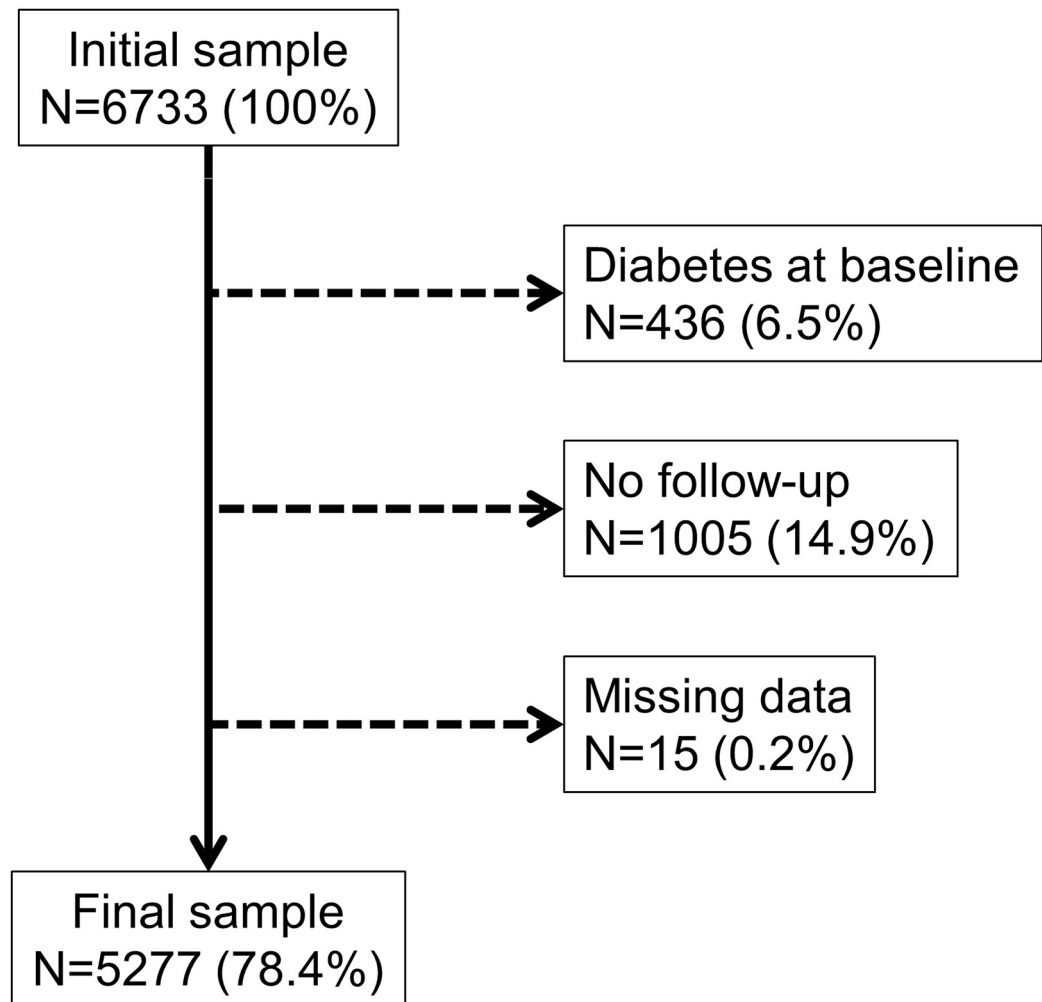 Initial sample
N=6733 (100%)
Diabetes at baseline
N=436 (6.5%)
No follow-up
N=1005 (14.9%)
Missing data
N=15 (0.2%)
Final sample
N=5277 (78.4%)